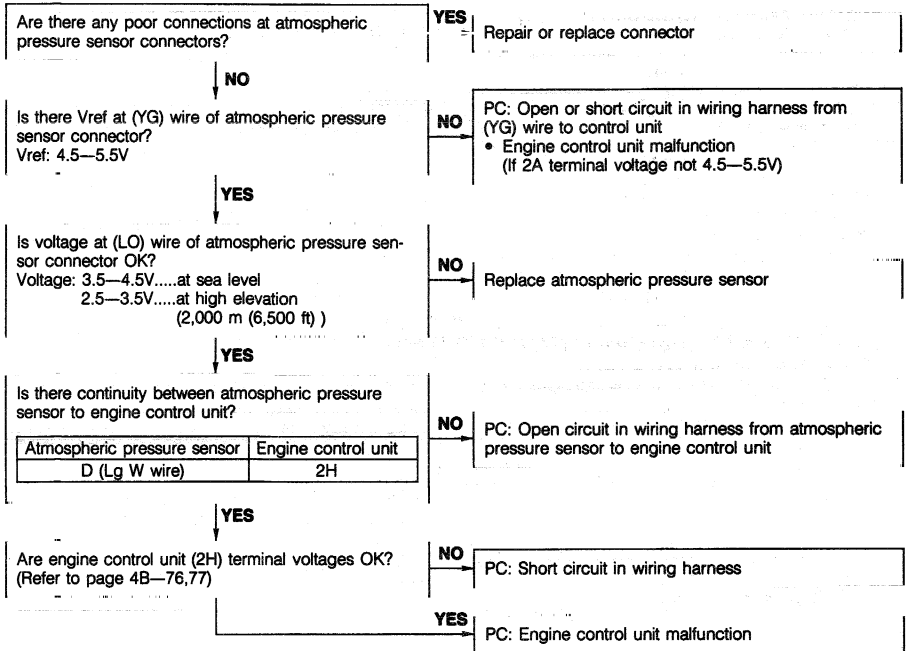 Are there any poor connections at atmospheric
pressure sensor connectors?
YES
Repair or replace connector
NO
Is there Vref at (YG) wire of atmospheric pressure
sensor connector?
Vref: 4.5—5.5V
NO
PC: Open or short circuit in wiring harness from
(YG) wire to control unit
• Engine control unit malfunction
(If 2A terminal voltage not 4.5—5.5V)
YES
Is voltage at (LO) wire of atmospheric pressure sen-
sor connector OK?
Voltage: 3.5—4.5V.....at sea level
2.5—3.5V.....at high elevation
(2,000 m (6,500 ft) )
NO
Replace atmospheric pressure sensor
YES
Is there continuity between atmospheric pressure
sensor to engine control unit?
Atmospheric pressure sensor Engine control unit
D (Lg W wire) 2H
NO
PC: Open circuit in wiring harness from atmospheric
pressure sensor to engine control unit
YES
Are engine control unit (2H) terminal voltages OK?
(Refer to page 4B—76,77)
NO
PC: Short circuit in wiring harness
YES
PC: Engine control unit malfunction